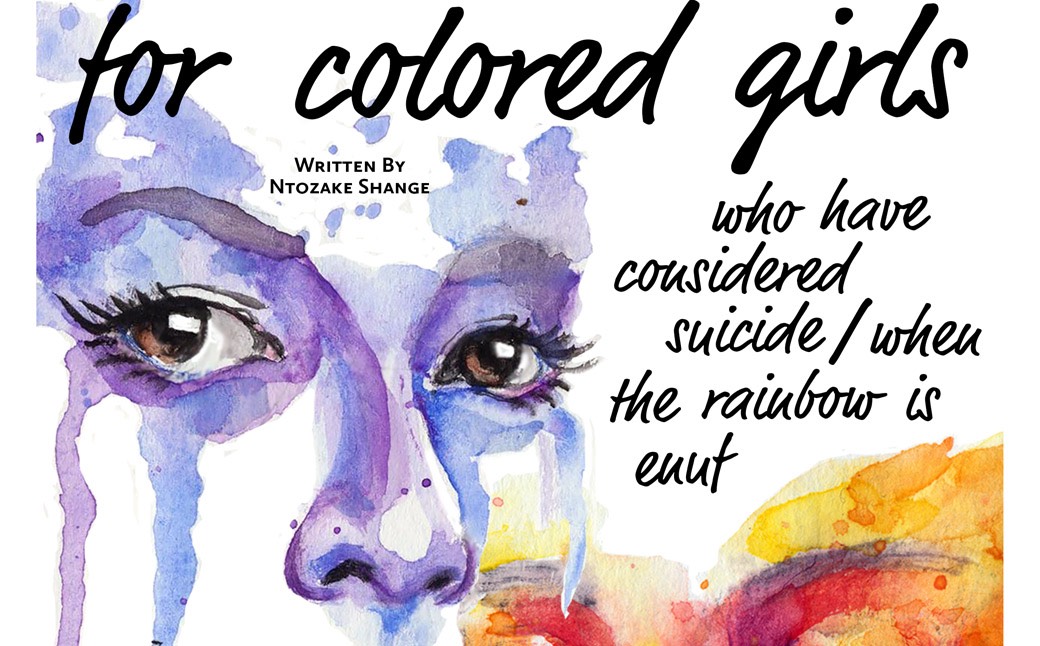 for colored girls
Written By
Ntozake Shange
who have
considered
suicide / when
the rainbow is
enuf